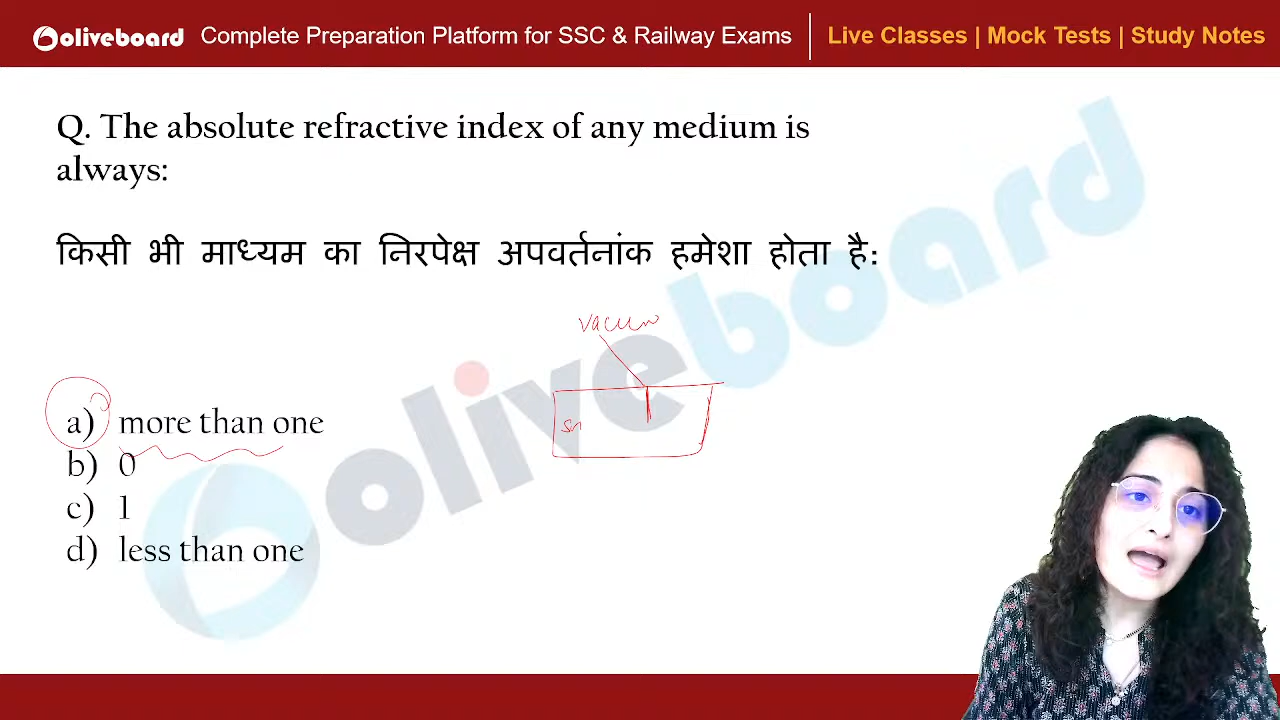 oliveboard Complete Preparation Platform for SSC & Railway Exams Live Classes | Mock Tests | Study Notes
Q. The absolute refractive index of any medium is
always:
किसी भी माध्यम का निरपेक्ष अपवर्तनांक हमेशा होता है:
a) more than one
b) 0
c) 1
d) less than one
oliveboard